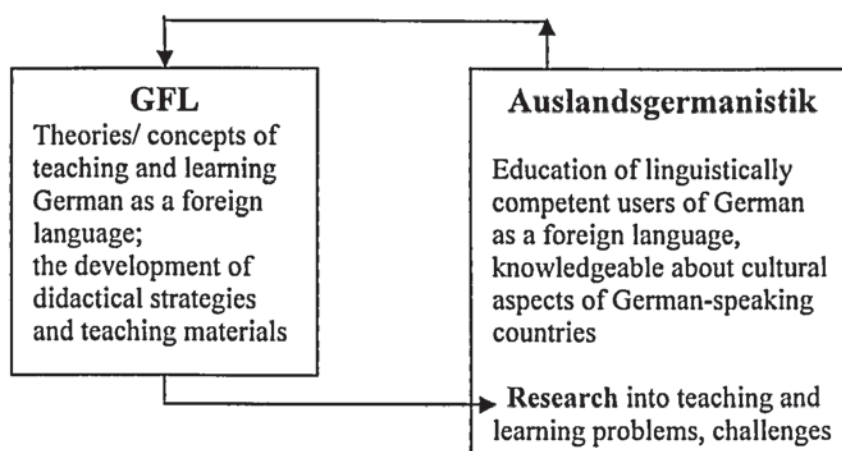 GFL
Theories/ concepts of
teaching and learning
German as a foreign
language;
the development of
didactical strategies
and teaching materials
Auslandsgermanistik
Education of linguistically
competent users of German
as a foreign language,
knowledgeable about cultural
aspects of German-speaking
countries
Research into teaching and
learning problems, challenges